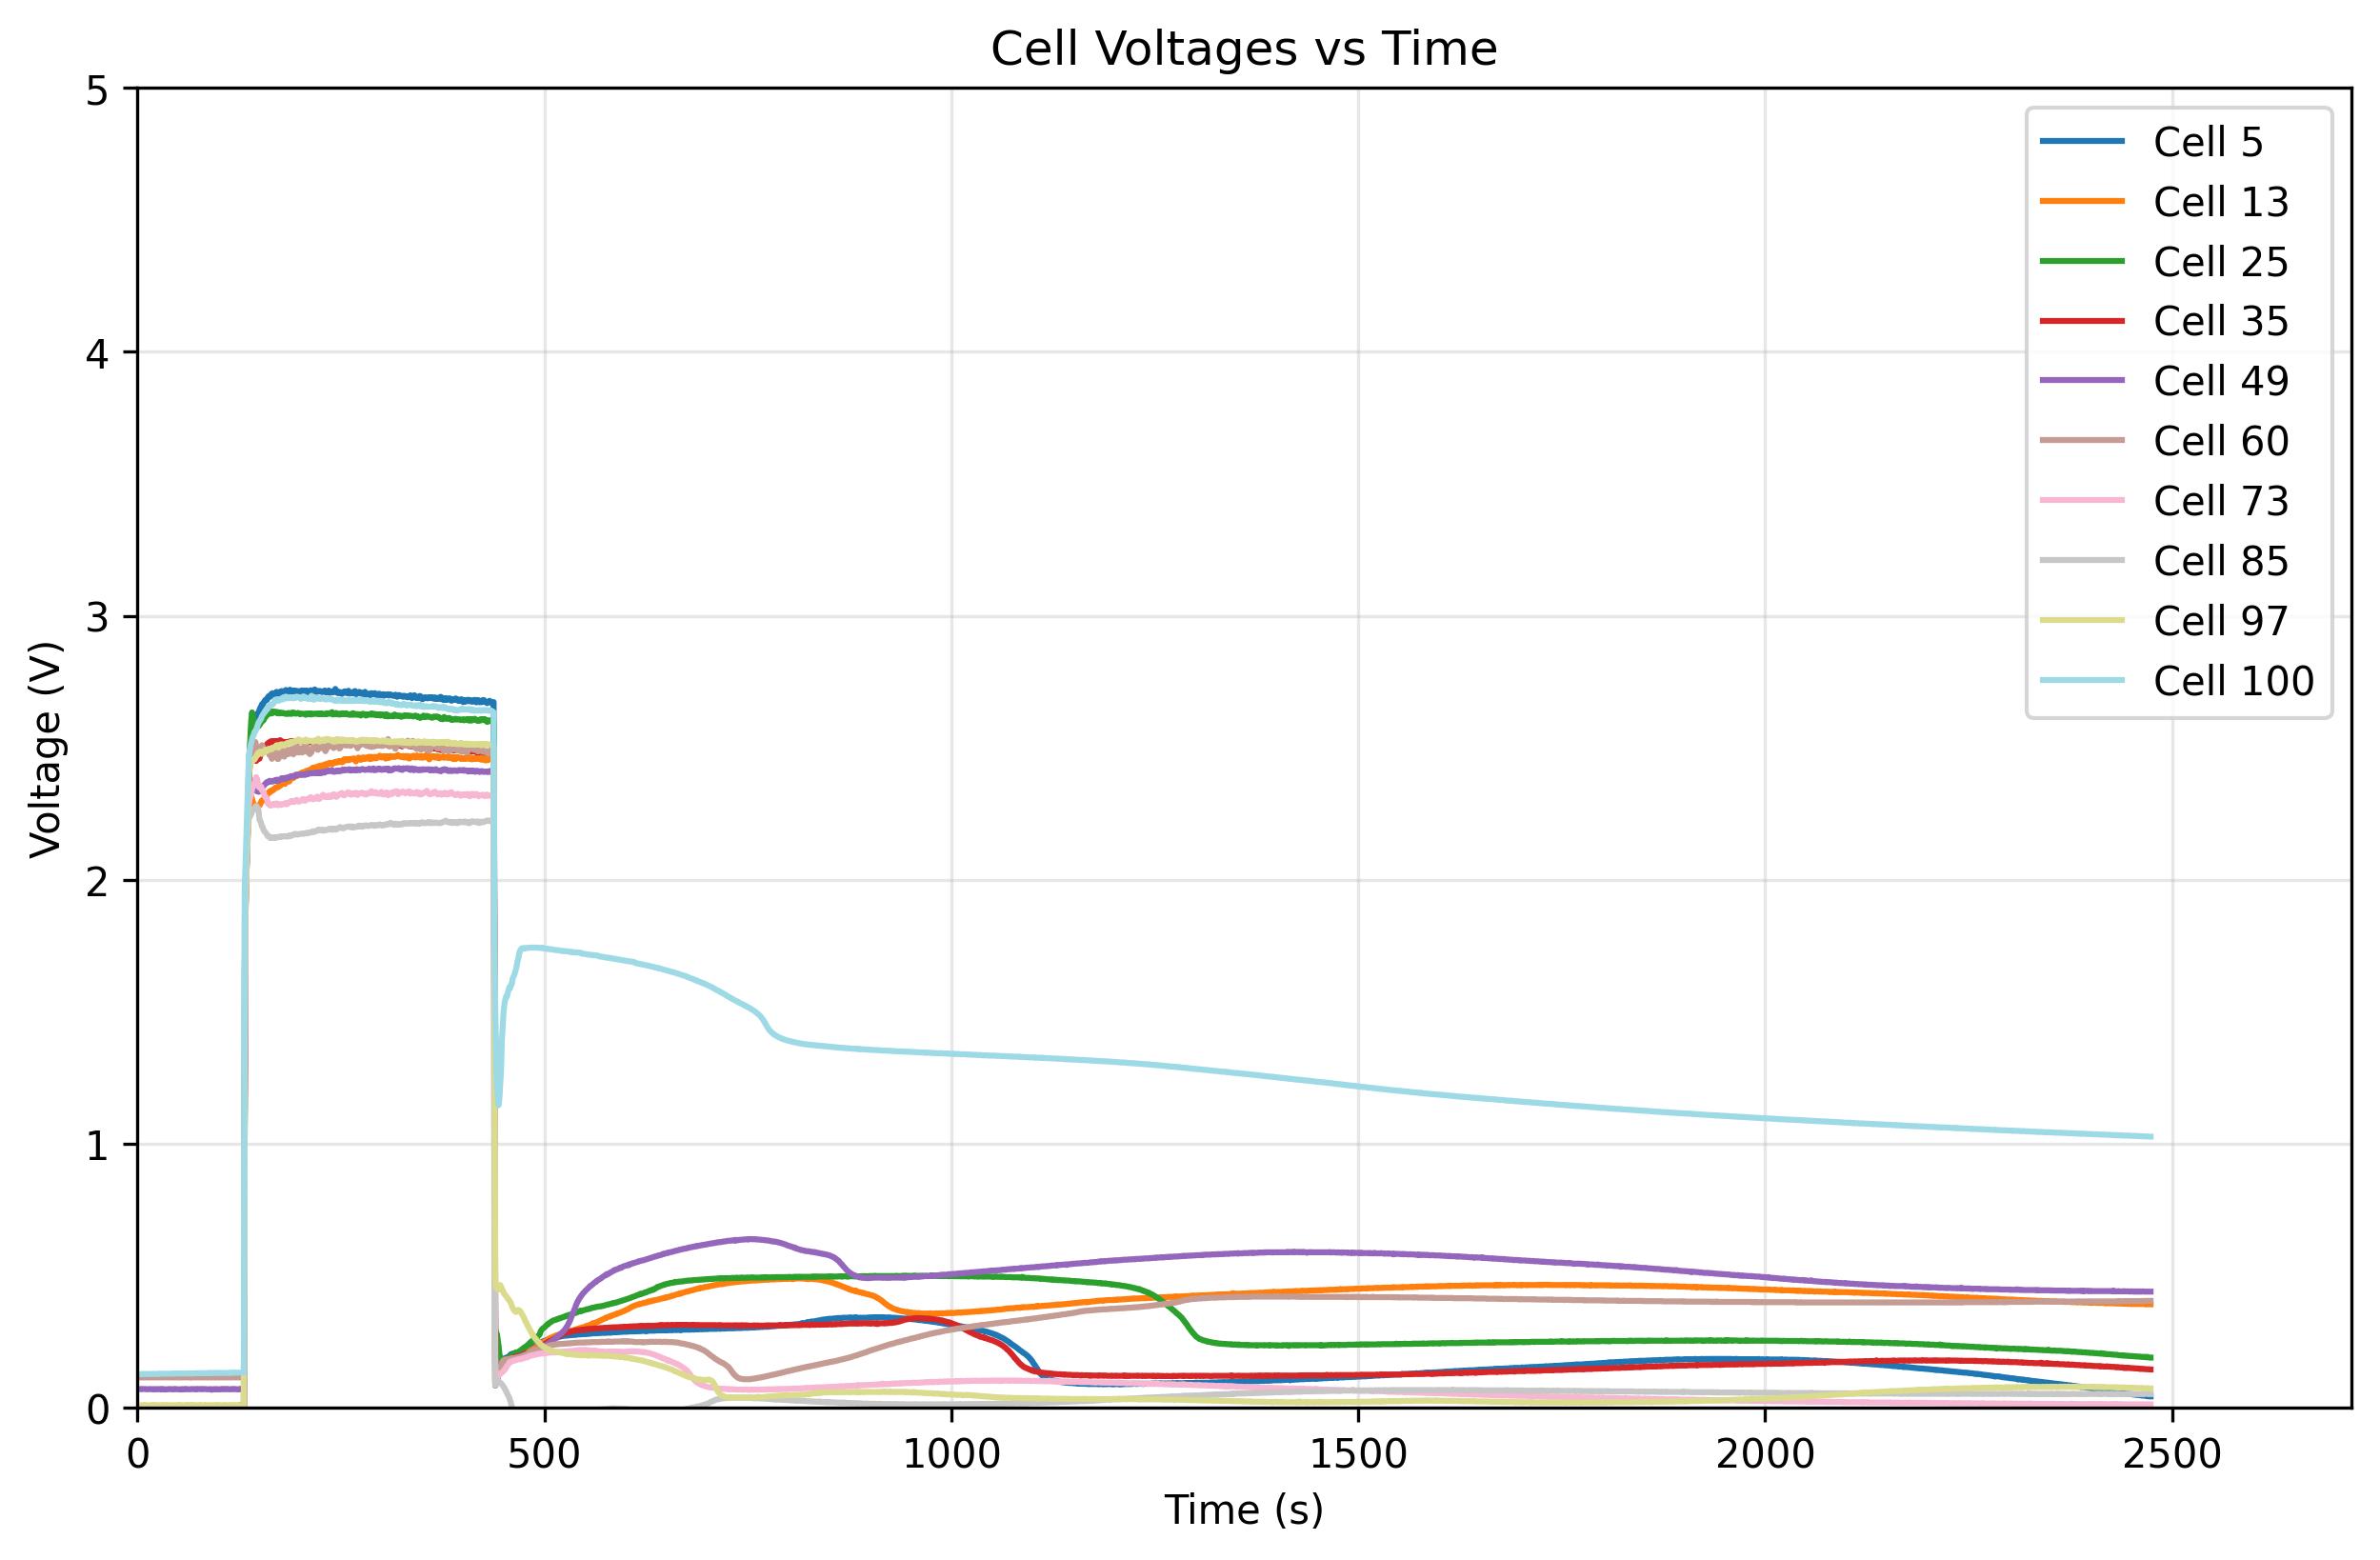 Cell Voltages vs Time
5
4
3
2
1
0
Voltage (V)
0
500
1000
1500
2000
2500
Time (s)
Cell 5
Cell 13
Cell 25
Cell 35
Cell 49
Cell 60
Cell 73
Cell 85
Cell 97
Cell 100